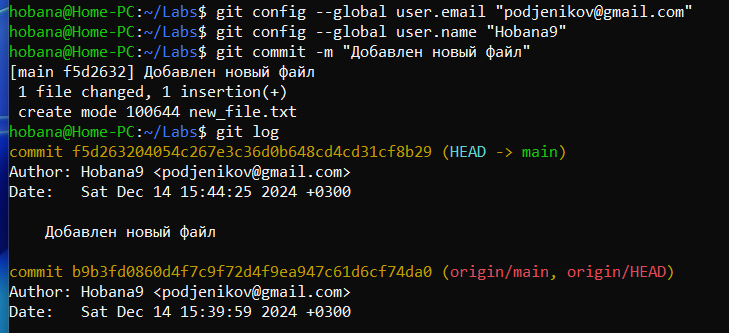 hobana@Home-PC:~/Labs$ git config --global user.email "podjenikov@gmail.com"
hobana@Home-PC:~/Labs$ git config --global user.name "Hobana9"
hobana@Home-PC:~/Labs$ git commit -m "Добавлен новый файл"
[main f5d2632] Добавлен новый файл
 1 file changed, 1 insertion(+)
 create mode 100644 new_file.txt
hobana@Home-PC:~/Labs$ git log
commit f5d263204054c267e3c36d0b648cd4cd31cf8b29 (HEAD -> main)
Author: Hobana9 <podjenikov@gmail.com>
Date:   Sat Dec 14 15:44:25 2024 +0300
    Добавлен новый файл
commit b9b3fd0860d4f7c9f72d4f9ea947c61d6cf74da0 (origin/main, origin/HEAD)
Author: Hobana9 <podjenikov@gmail.com>
Date:   Sat Dec 14 15:39:59 2024 +0300